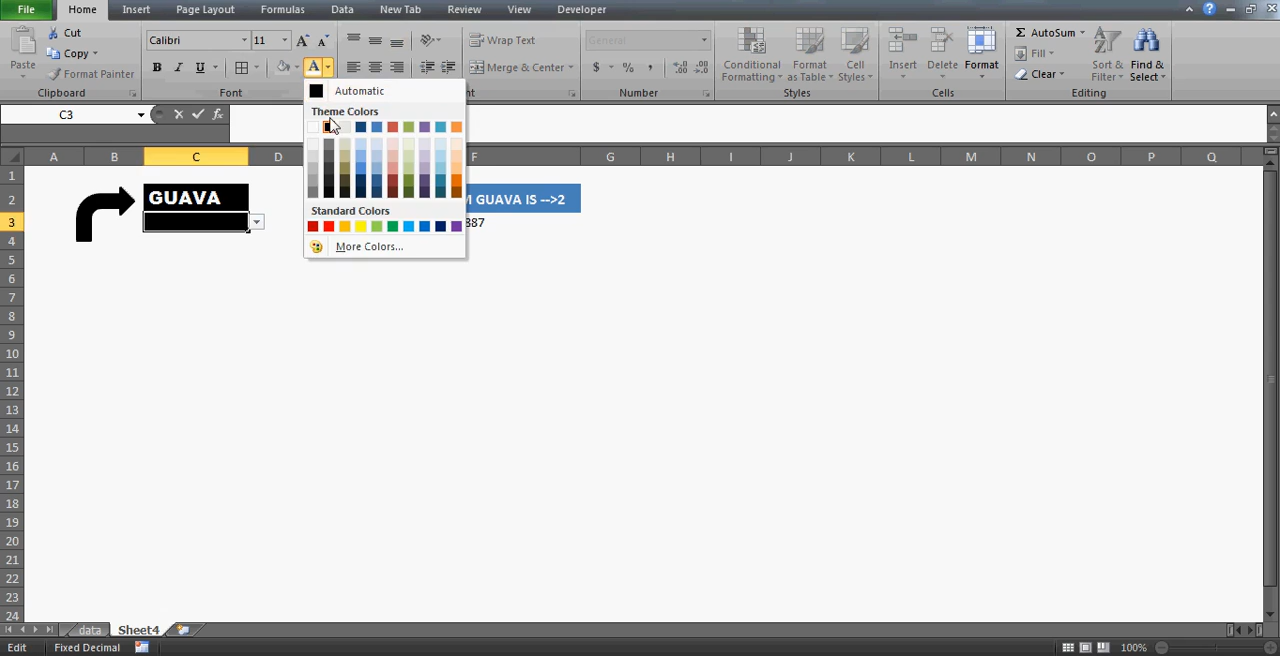 File Home Insert Page Layout Formulas Data New Tab Review View Developer
Paste Cut Copy Format Painter Clipboard
Calibri 11 B I U A Font
Wrap Text Merge & Center
General $ % , Number
Conditional Formatting Format as Table Cell Styles Styles
Insert Delete Format Cells
Σ AutoSum Fill Clear Sort & Filter Find & Select Editing
Automatic
Theme Colors
Standard Colors
More Colors...
C3 fx
A B C D F G H I J K L M N O P Q
1
2 GUAVA M GUAVA IS -->2
3 887
4
5
6
7
8
9
10
11
12
13
14
15
16
17
18
19
20
21
22
23
24
data Sheet4
Edit Fixed Decimal 100%